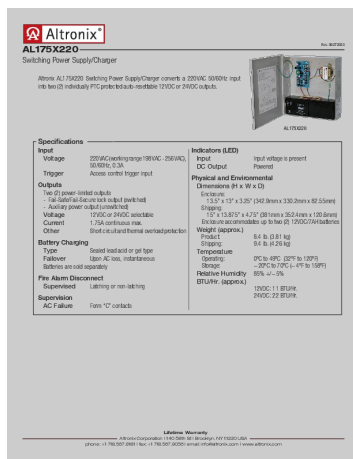 Altronix®
AL175X220
Switching Power Supply/Charger
Altronix AL175X220 Switching Power Supply/Charger converts a 220VAC 50/60Hz input
into two (2) individually PTC protected auto-resettable 12VDC or 24VDC outputs.
AL175X220
Specifications
Input
Voltage 220VAC (working range 198VAC - 256VAC),
50/60Hz, 0.3A
Trigger Access control trigger input
Outputs
Two (2) power-limited outputs
- Fail-Safe/Fail-Secure lock output (switched)
- Auxiliary power output (unswitched)
Voltage 12VDC or 24VDC selectable
Current 1.75A continuous max.
Other Short circuit and thermal overload protection
Battery Charging
Type Sealed lead acid or gel type
Failover Upon AC loss, instantaneous
Batteries are sold separately
Fire Alarm Disconnect
Supervised Latching or non-latching
Supervision
AC Failure Form "C" contacts
Indicators (LED)
Input Input voltage is present
DC Output Powered
Physical and Environmental
Dimensions (H x W x D)
Enclosure:
13.5" x 13" x 3.25" (342.9mm x 330.2mm x 82.55mm)
Shipping:
15" x 13.875" x 4.75" (381mm x 352.4mm x 120.6mm)
Enclosure accommodates up to two (2) 12VDC/7AH batteries
Weight (approx.)
Product: 8.4 lb. (3.81 kg)
Shipping: 9.4 lb. (4.26 kg)
Temperature
Operating: 0ºC to 49ºC (32ºF to 120ºF)
Storage: – 20ºC to 70ºC (– 4ºF to 158ºF)
Relative Humidity 85% +/– 5%
BTU/Hr. (approx.)
12VDC: 11 BTU/Hr.
24VDC: 22 BTU/Hr.
Lifetime Warranty
Altronix Corporation | 140 58th St | Brooklyn, NY 11220 USA
phone: +1 718.567.8181 | fax: +1 718.567.9056 | email: info@altronix.com | www.altronix.com